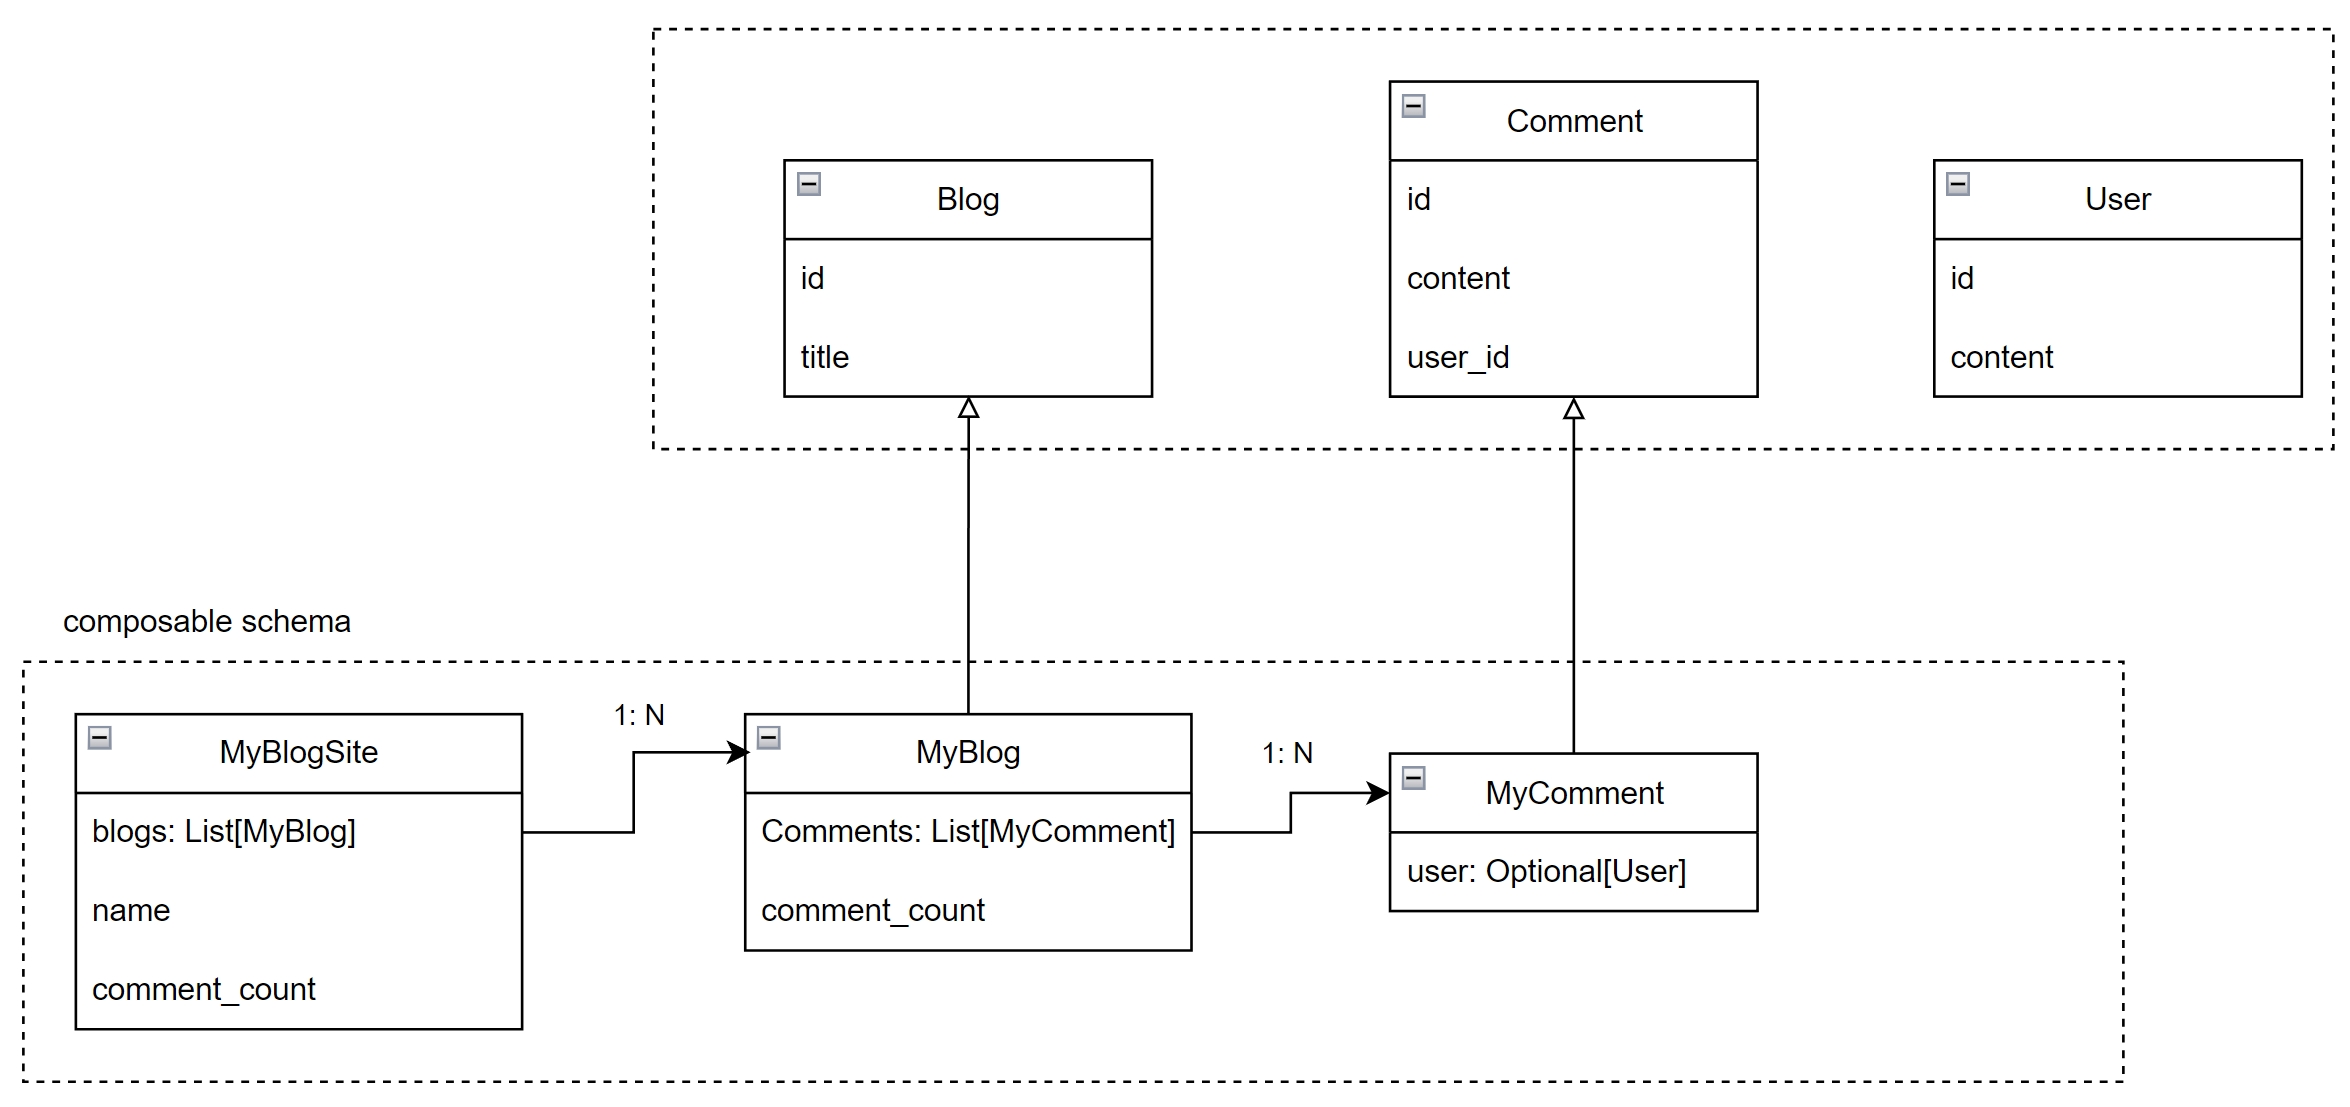 Blog
id
title
Comment
id
content
user_id
User
id
content
composable schema
MyBlogSite
blogs: List[MyBlog]
name
comment_count
1: N
MyBlog
Comments: List[MyComment]
comment_count
1: N
MyComment
user: Optional[User]